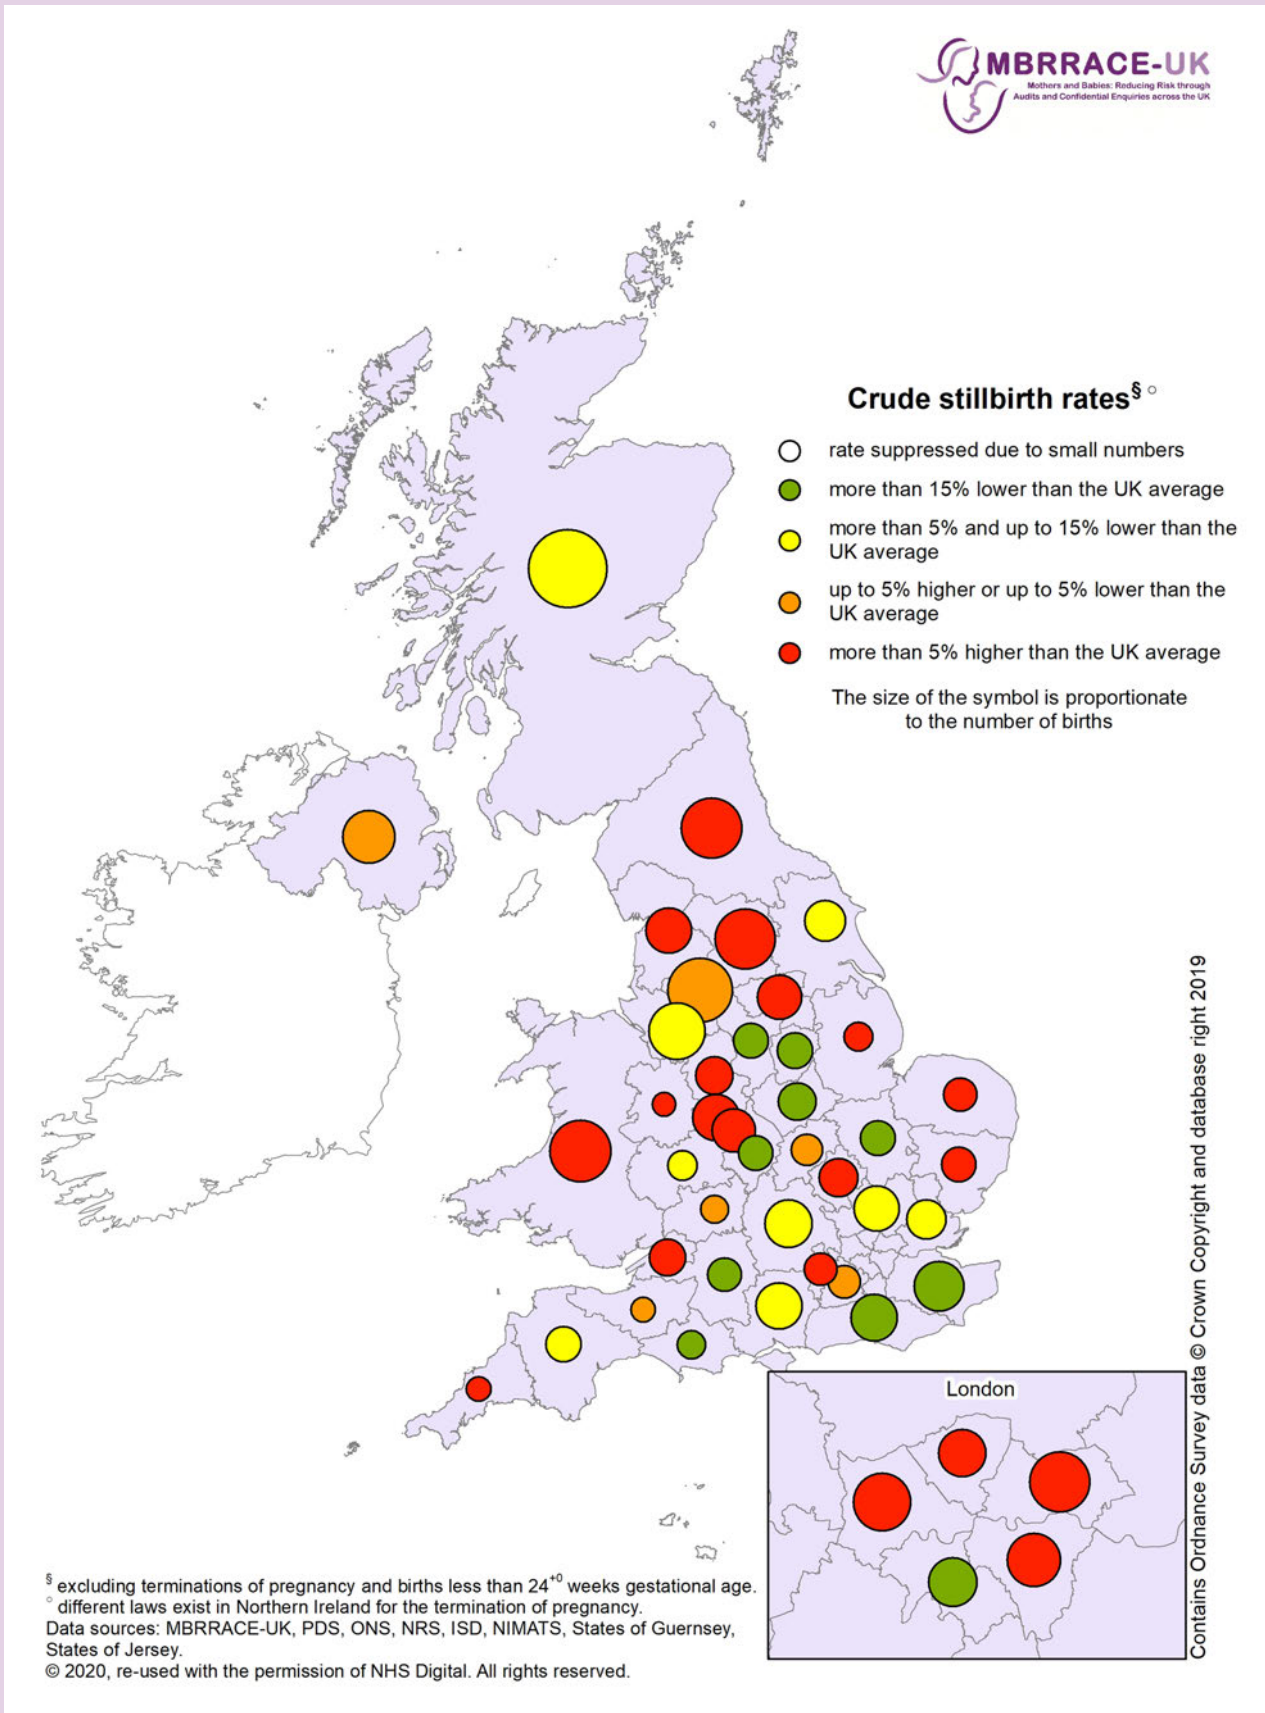 MBRRACE-UK
Mothers and Babies: Reducing Risk through
Audits and Confidential Enquiries across the UK
Crude stillbirth rates§ °
rate suppressed due to small numbers
more than 15% lower than the UK average
more than 5% and up to 15% lower than the
UK average
up to 5% higher or up to 5% lower than the
UK average
more than 5% higher than the UK average
The size of the symbol is proportionate
to the number of births
London
Contains Ordnance Survey data © Crown Copyright and database right 2019
§ excluding terminations of pregnancy and births less than 24+0 weeks gestational age.
° different laws exist in Northern Ireland for the termination of pregnancy.
Data sources: MBRRACE-UK, PDS, ONS, NRS, ISD, NIMATS, States of Guernsey,
States of Jersey.
© 2020, re-used with the permission of NHS Digital. All rights reserved.